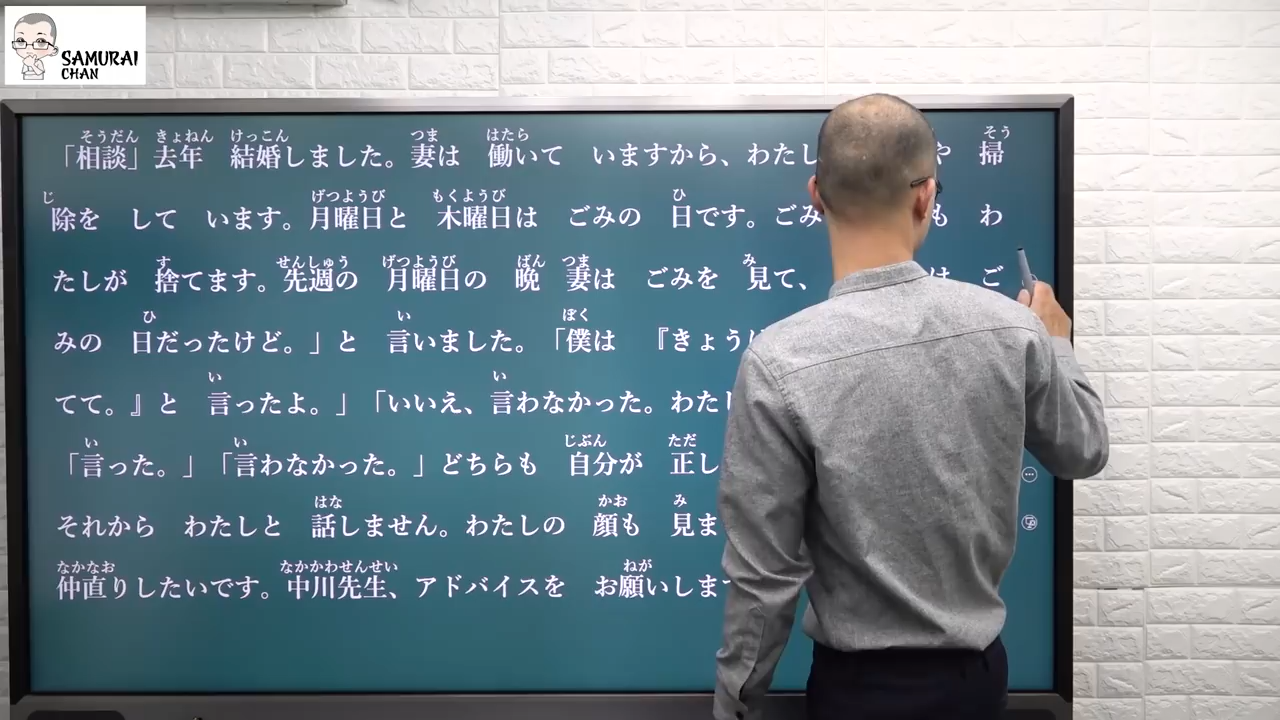 SAMURAI
CHAN
そうだん きょねん けっこん つま はたら そう
「相談」去年 結婚しました。妻は 働いて いますから、わたし や 掃
じ げつようび もくようび ひ
除を して います。月曜日と 木曜日は ごみの 日です。ごみ も わ
す せんしゅう げつようび ばん つま み
たしが 捨てます。先週の 月曜日の 晩 妻は ごみを 見て、 は ご
ひ い ぼく
みの 日だったけど。」と 言いました。「僕は 『きょう
い い
てて。』と 言ったよ。」「いいえ、言わなかった。わた
い い じぶん ただ
「言った。」「言わなかった。」どちらも 自分が 正し
はな かお み
それから わたしと 話しません。わたしの 顔も 見ま
なかなお なかかわせんせい ねが
仲直りしたいです。中川先生、アドバイスを お願いしま